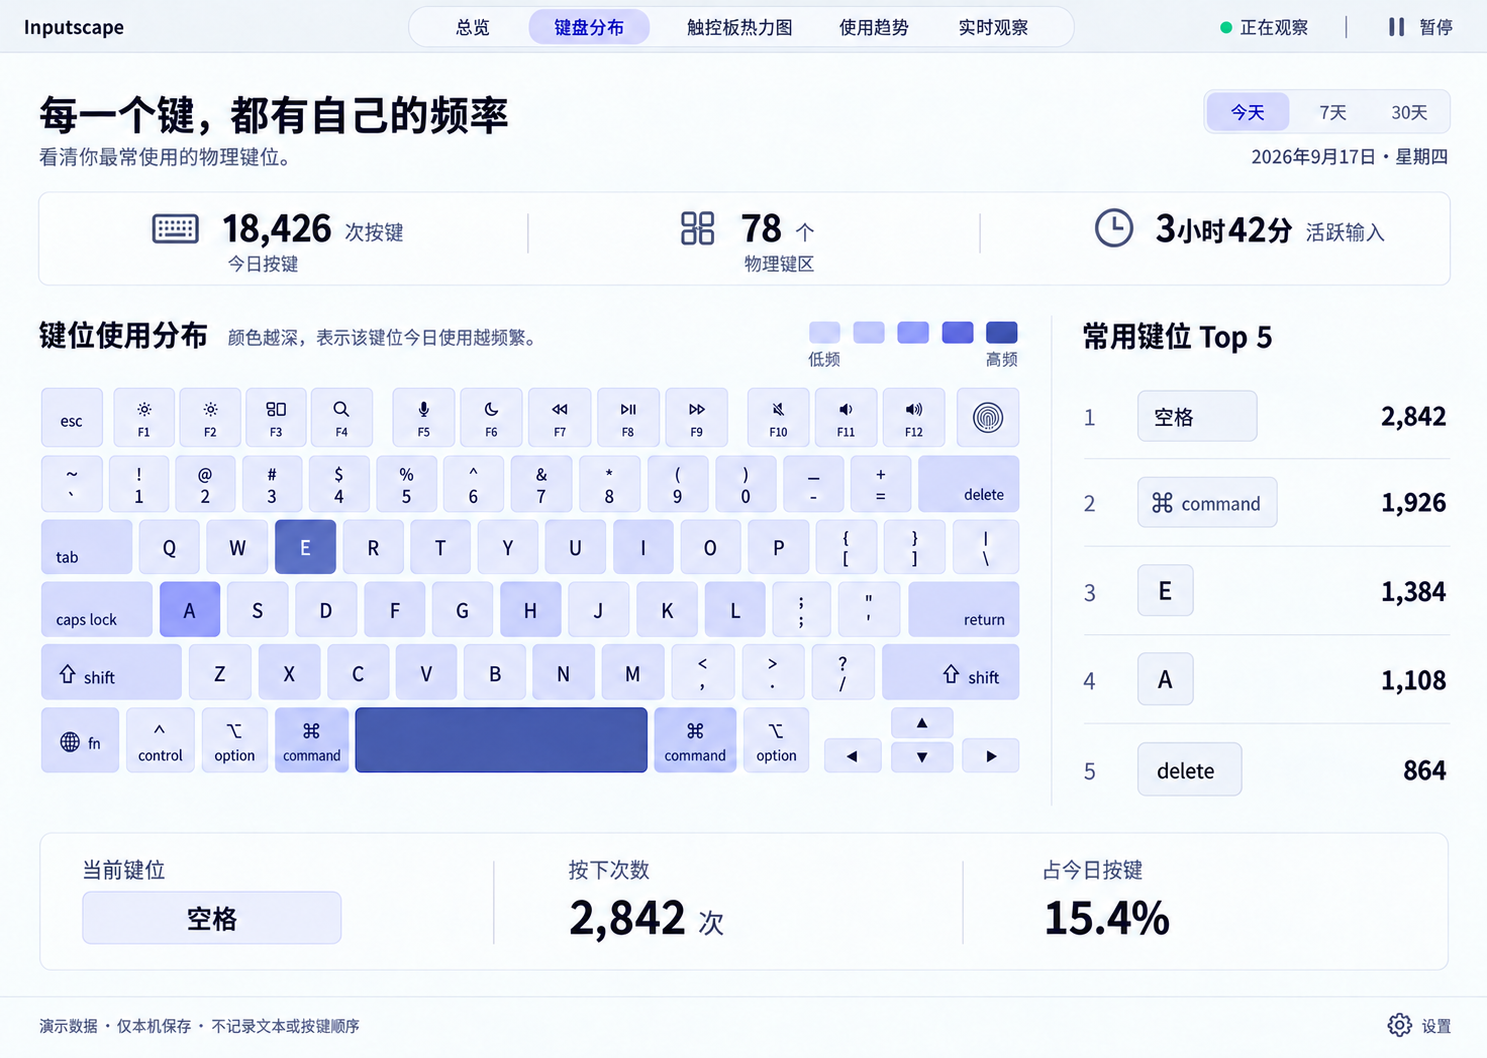 Inputscape
总览 键盘分布 触控板热力图 使用趋势 实时观察
正在观察 暂停
每一个键，都有自己的频率
看清你最常使用的物理键位。
今天 7天 30天
2026年9月17日・星期四
18,426 次按键
今日按键
78 个
物理键区
3小时42分 活跃输入
键位使用分布 颜色越深，表示该键位今日使用越频繁。
低频 高频
esc F1 F2 F3 F4 F5 F6 F7 F8 F9 F10 F11 F12
~ ! @ # $ % ^ & * ( ) _ +
` 1 2 3 4 5 6 7 8 9 0 - = delete
tab Q W E R T Y U I O P { [ } ] | \
caps lock A S D F G H J K L ; ; " ' return
⇧ shift Z X C V B N M < , > . ? / ⇧ shift
fn ^ control ⌥ option ⌘ command ⌘ command ⌥ option ◀ ▲ ▼ ▶
常用键位 Top 5
1 空格 2,842
2 ⌘ command 1,926
3 E 1,384
4 A 1,108
5 delete 864
当前键位
空格
按下次数
2,842 次
占今日按键
15.4%
演示数据・仅本机保存・不记录文本或按键顺序
设置